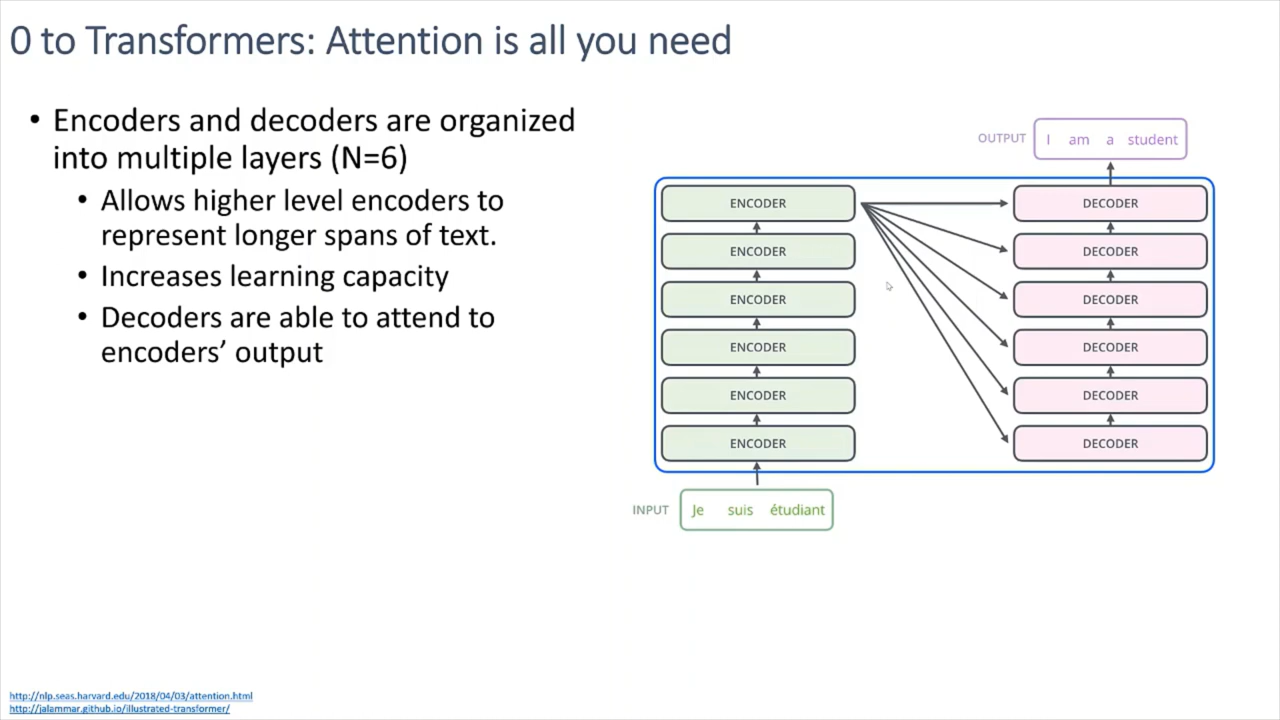 0 to Transformers: Attention is all you need
• Encoders and decoders are organized
into multiple layers (N=6)
• Allows higher level encoders to
represent longer spans of text.
• Increases learning capacity
• Decoders are able to attend to
encoders’ output
OUTPUT I am a student
ENCODER DECODER
ENCODER DECODER
ENCODER DECODER
ENCODER DECODER
ENCODER DECODER
ENCODER DECODER
INPUT Je suis étudiant
http://nlp.seas.harvard.edu/2018/04/03/attention.html
http://jalammar.github.io/illustrated-transformer/